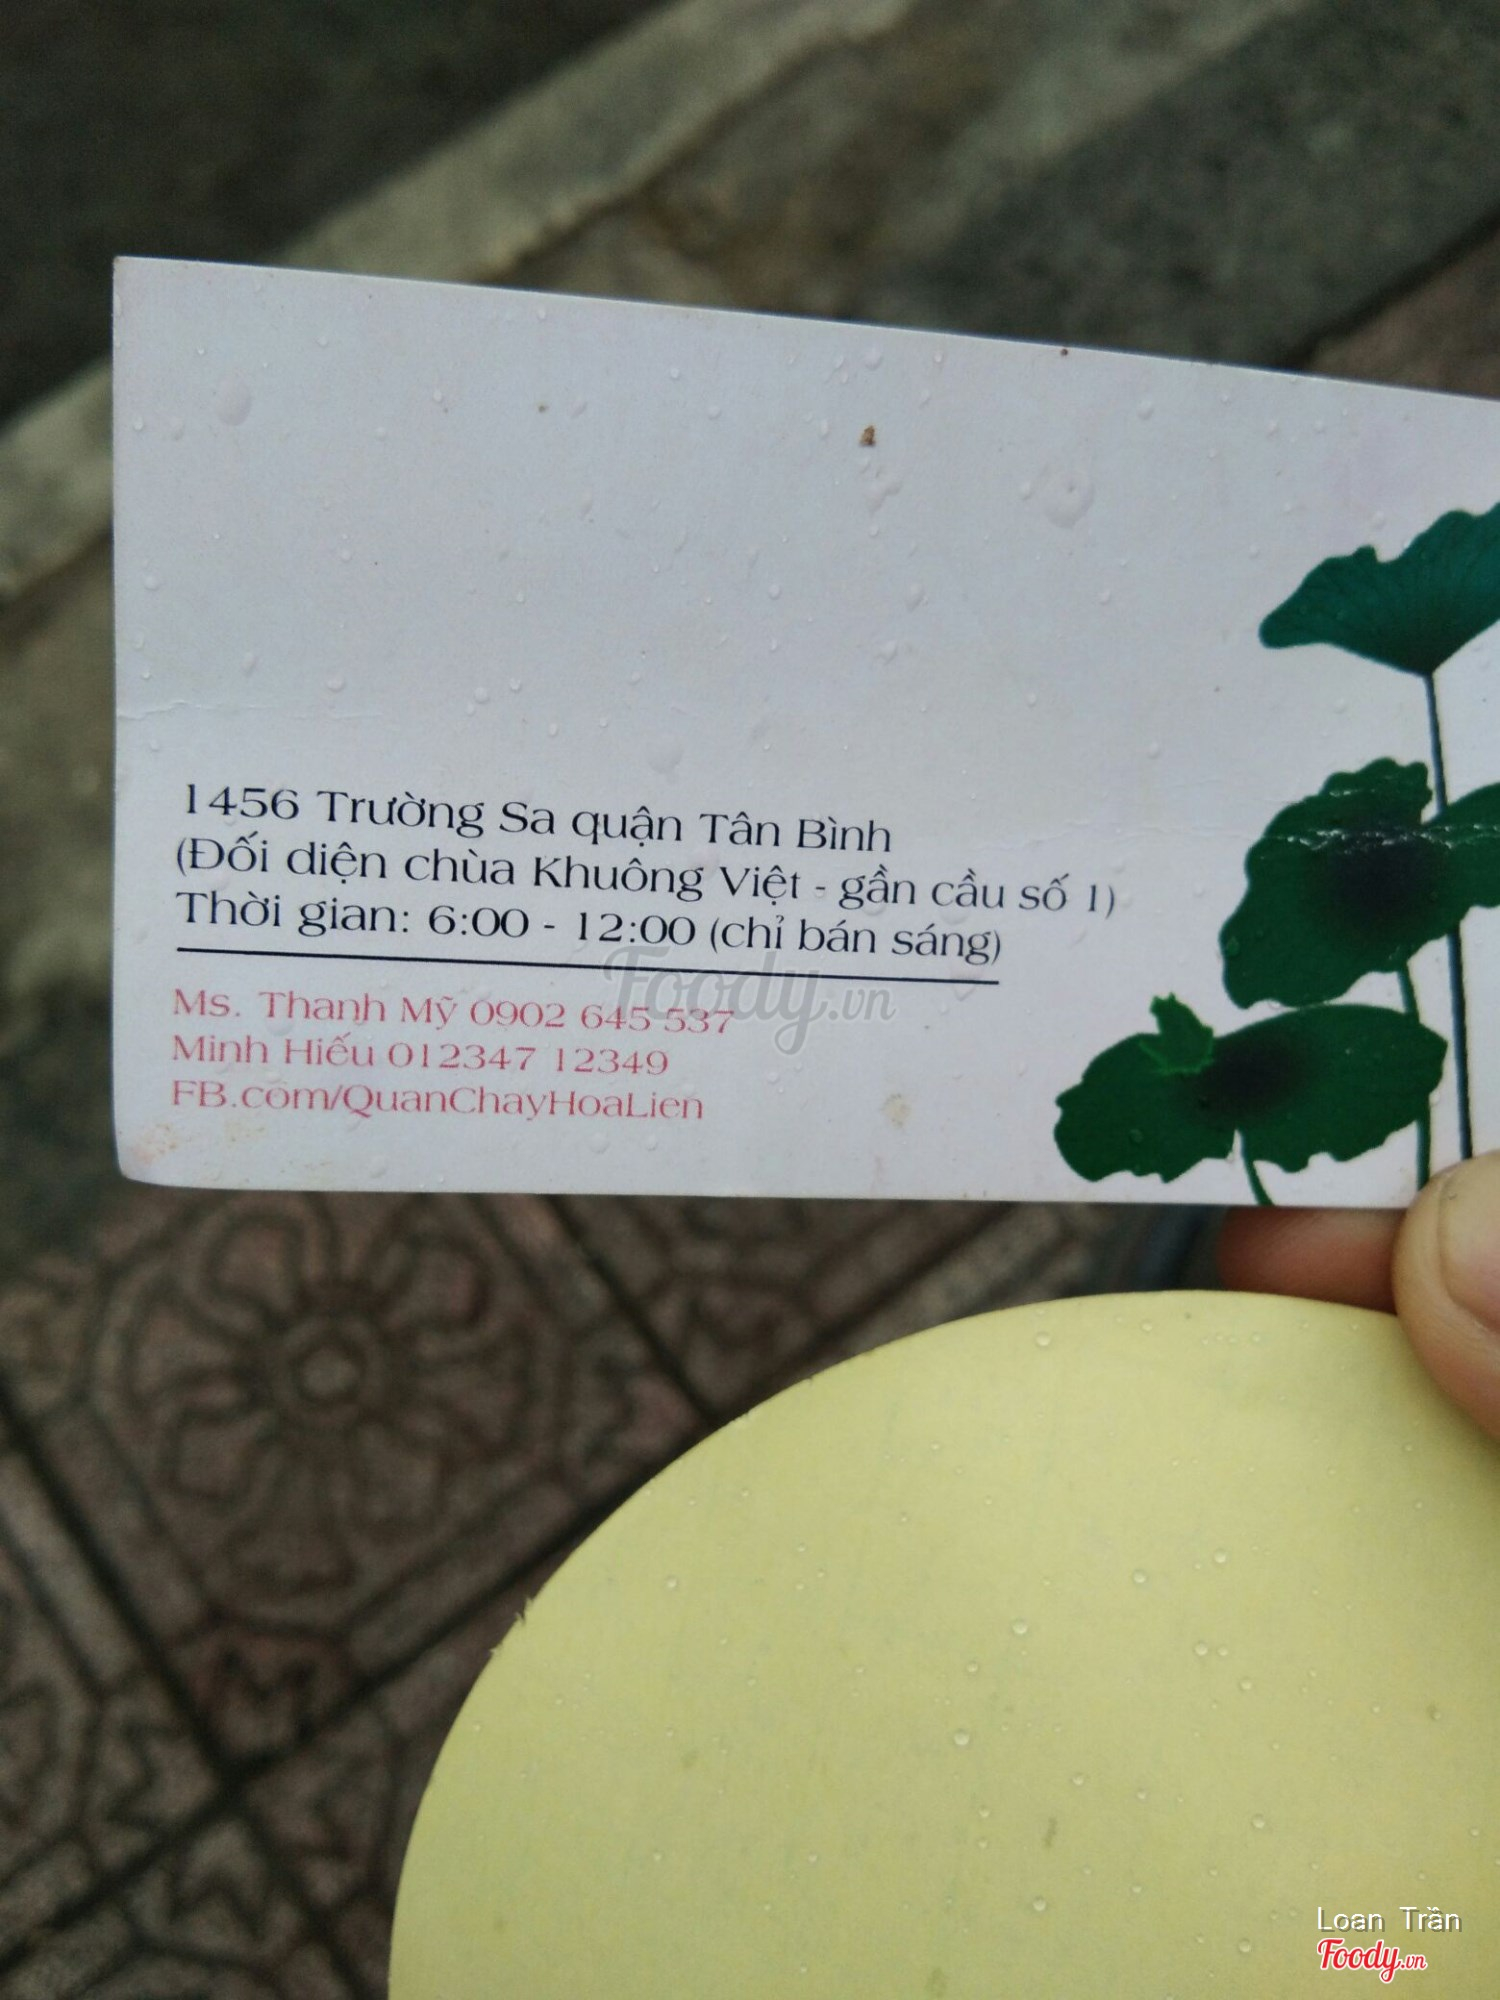 1456 Trường Sa quận Tân Bình
(Đối diện chùa Khuông Việt - gần cầu số 1)
Thời gian: 6:00 - 12:00 (chỉ bán sáng)
Foody.vn
Ms. Thanh Mỹ 0902 645 537
Minh Hiếu 012347 12349
FB.com/QuanChayHoaLien
Loan Trần
Foody.vn